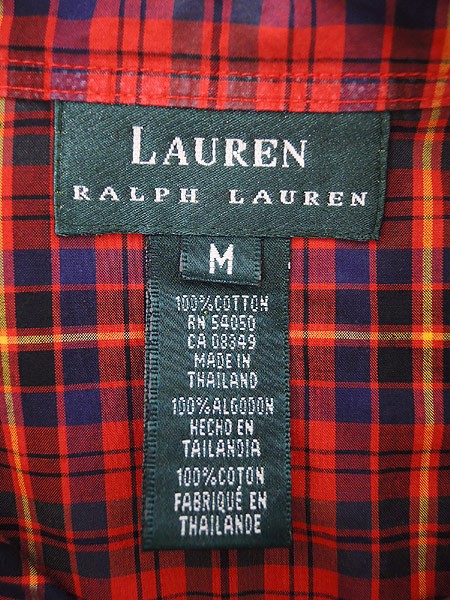 LAUREN
RALPH LAUREN
M
100%COTTON
RN 54050
CA 08349
MADE IN
THAILAND
100%ALGODON
HECHO EN
TAILANDIA
100%COTON
FABRIQUÉ EN
THAILANDE